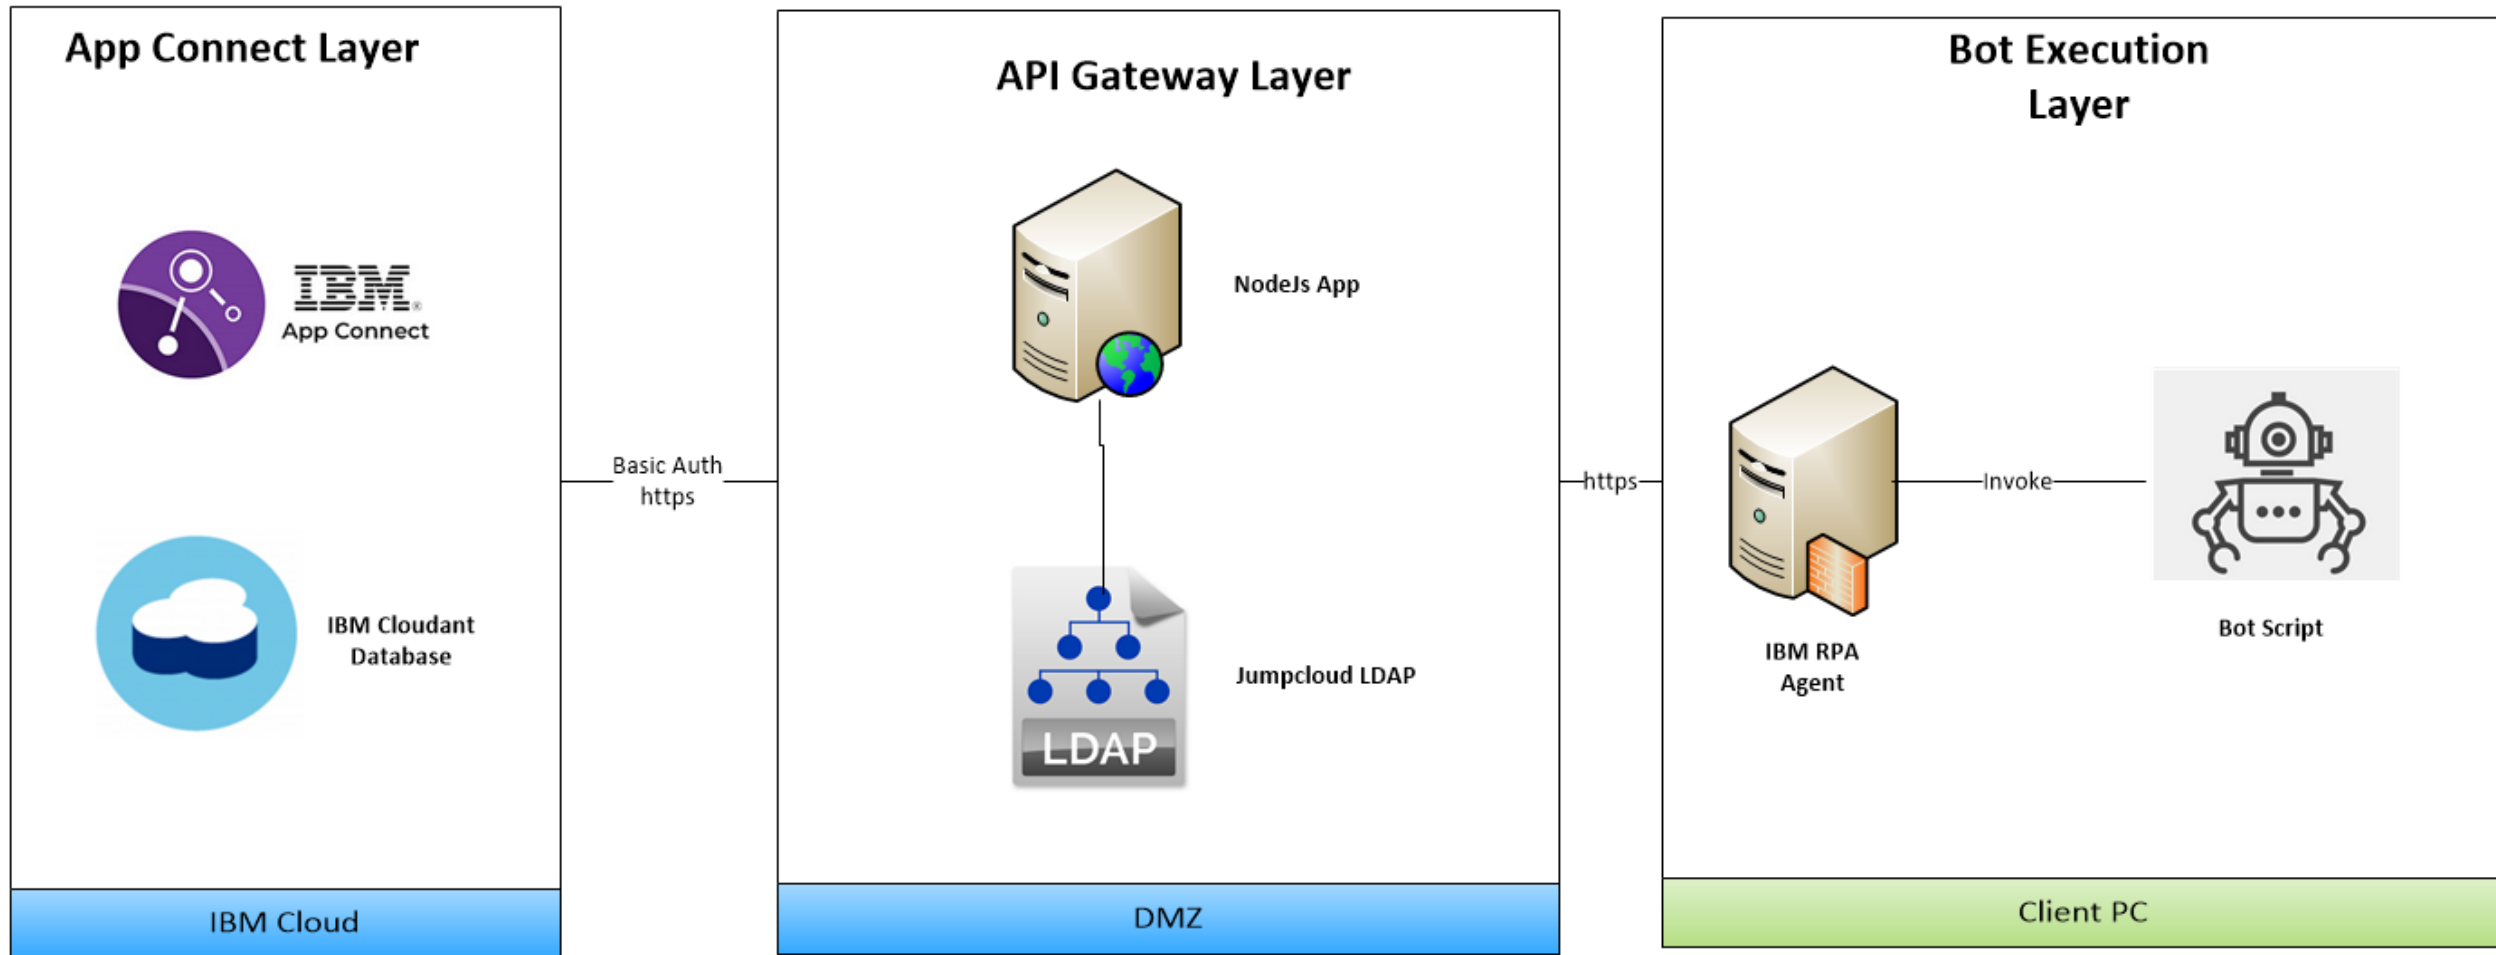 App Connect Layer
IBM®
App Connect
IBM Cloudant
Database
IBM Cloud
Basic Auth
https
API Gateway Layer
NodeJs App
Jumpcloud LDAP
LDAP
DMZ
https
Bot Execution
Layer
Invoke
IBM RPA
Agent
Bot Script
Client PC